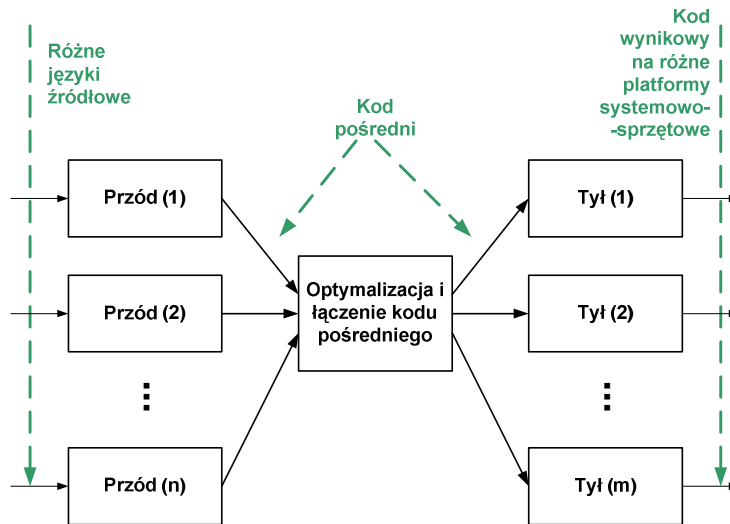 Różne
języki
źródłowe
Kod
pośredni
Kod
wynikowy
na różne
platformy
systemowo-
-sprzętowe
Przód (1)
Tył (1)
Przód (2)
Optymalizacja i
łączenie kodu
pośredniego
Tył (2)
Przód (n)
Tył (m)